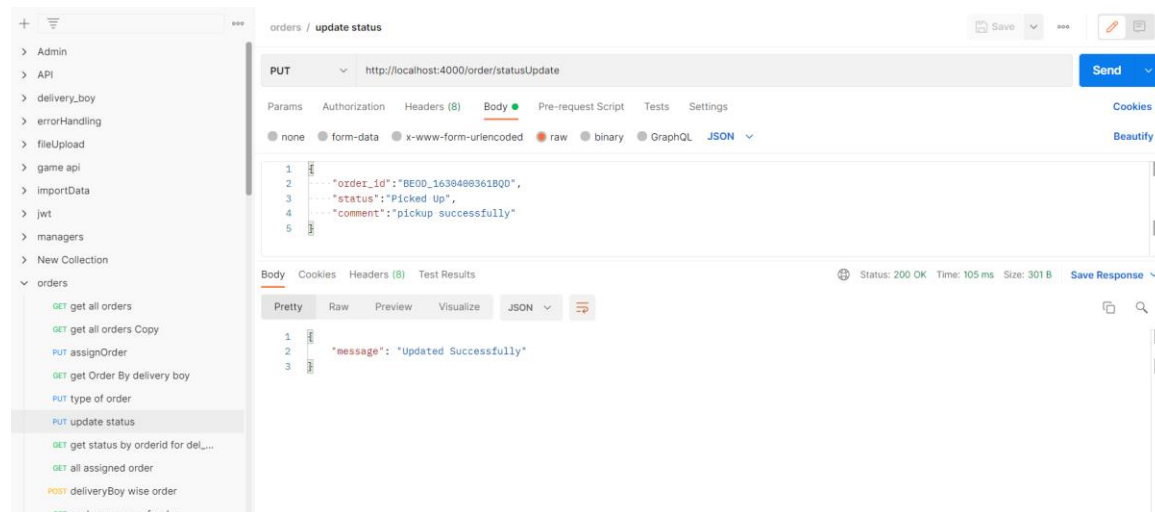 orders / update status
Save
Admin
API
delivery_boy
errorHandling
fileUpload
game api
importData
jwt
managers
New Collection
orders
GET get all orders
GET get all orders Copy
PUT assignOrder
GET get Order By delivery boy
PUT type of order
PUT update status
GET get status by orderid for del_...
GET all assigned order
POST deliveryBoy wise order
PUT http://localhost:4000/order/statusUpdate Send
Params Authorization Headers (8) Body Pre-request Script Tests Settings Cookies
none form-data x-www-form-urlencoded raw binary GraphQL JSON Beautify
1 {
2 "order_id":"BEOD_1630400361BQD",
3 "status":"Picked Up",
4 "comment":"pickup successfully"
5 }
Body Cookies Headers (8) Test Results Status: 200 OK Time: 105 ms Size: 301 B Save Response
Pretty Raw Preview Visualize JSON
1 {
2 "message": "Updated Successfully"
3 }